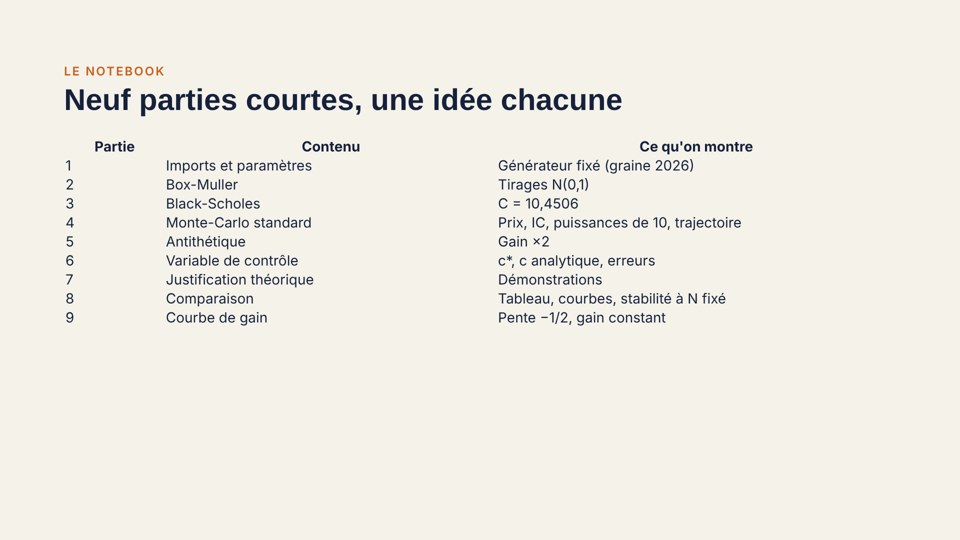 LE NOTEBOOK
Neuf parties courtes, une idée chacune
Partie Contenu Ce qu'on montre
1 Imports et paramètres Générateur fixé (graine 2026)
2 Box-Muller Tirages N(0,1)
3 Black-Scholes C = 10,4506
4 Monte-Carlo standard Prix, IC, puissances de 10, trajectoire
5 Antithétique Gain ×2
6 Variable de contrôle c*, c analytique, erreurs
7 Justification théorique Démonstrations
8 Comparaison Tableau, courbes, stabilité à N fixé
9 Courbe de gain Pente −1/2, gain constant